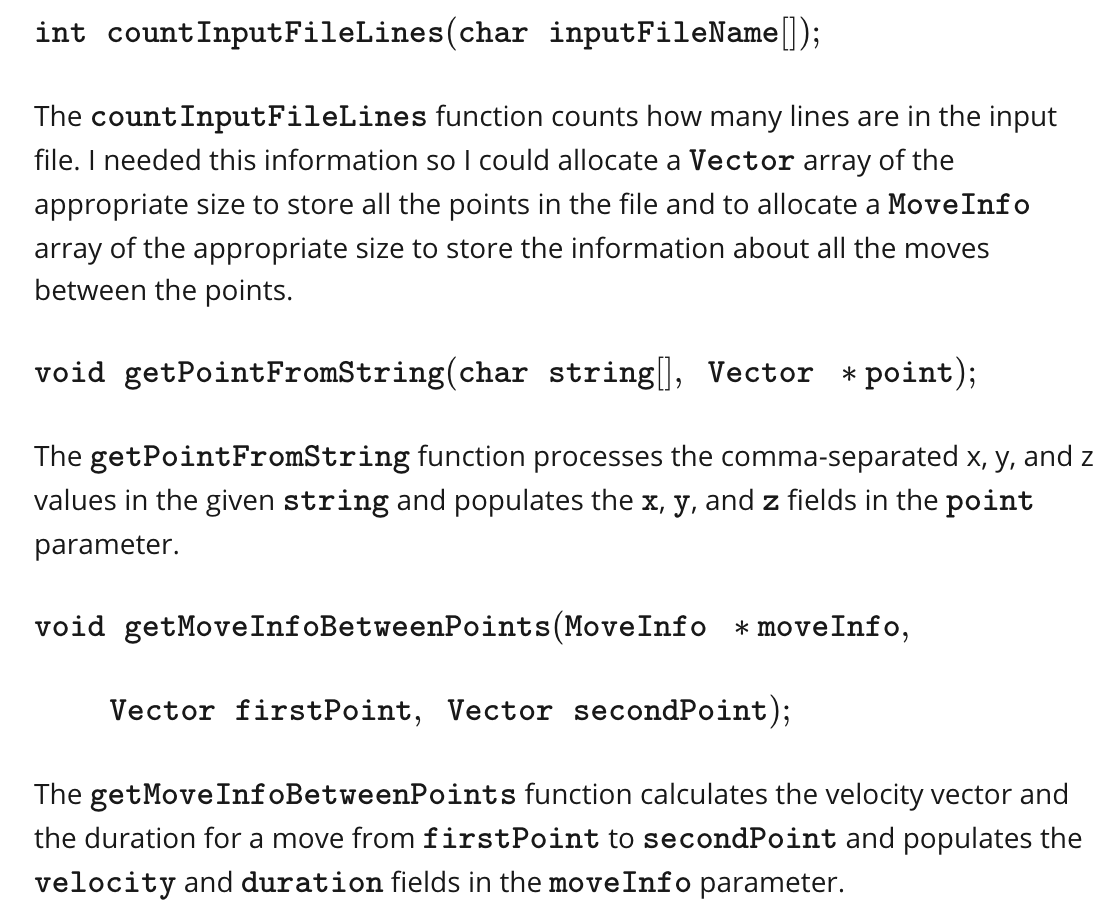 int countInputFileLines(char inputFileName[]);
The countInputFileLines function counts how many lines are in the input
file. I needed this information so I could allocate a Vector array of the
appropriate size to store all the points in the file and to allocate a MoveInfo
array of the appropriate size to store the information about all the moves
between the points.
void getPointFromString(char string[], Vector *point);
The getPointFromString function processes the comma-separated x, y, and z
values in the given string and populates the x, y, and z fields in the point
parameter.
void getMoveInfoBetweenPoints(MoveInfo *moveInfo,
Vector firstPoint, Vector secondPoint);
The getMoveInfoBetweenPoints function calculates the velocity vector and
the duration for a move from firstPoint to secondPoint and populates the
velocity and duration fields in the moveInfo parameter.